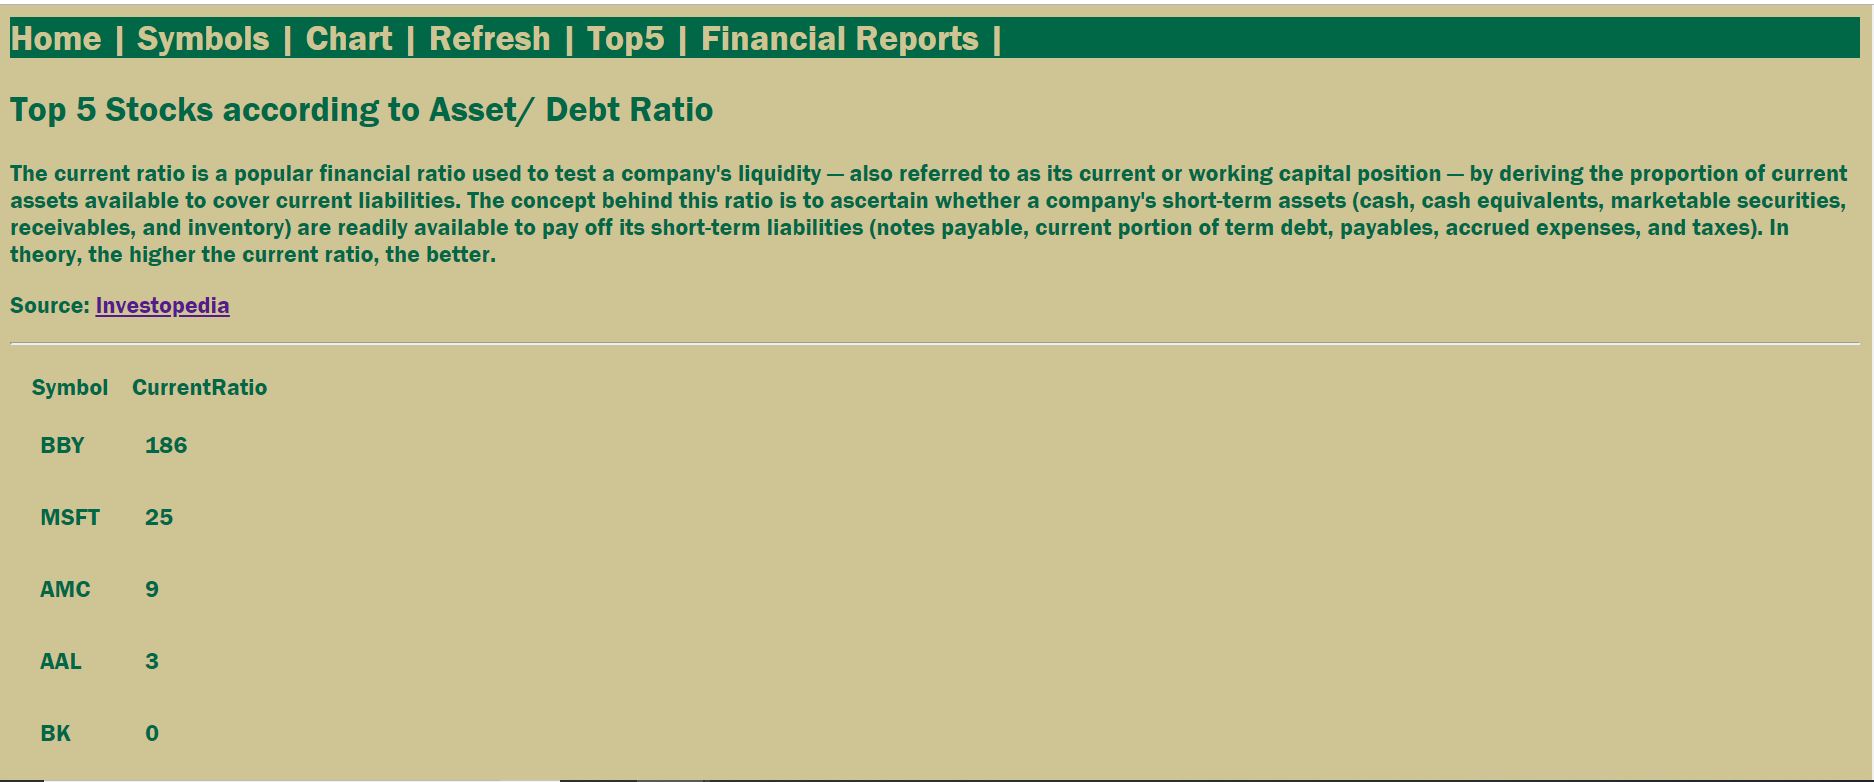 Home | Symbols | Chart | Refresh | Top5 | Financial Reports |
Top 5 Stocks according to Asset/ Debt Ratio
The current ratio is a popular financial ratio used to test a company's liquidity — also referred to as its current or working capital position — by deriving the proportion of current
assets available to cover current liabilities. The concept behind this ratio is to ascertain whether a company's short-term assets (cash, cash equivalents, marketable securities,
receivables, and inventory) are readily available to pay off its short-term liabilities (notes payable, current portion of term debt, payables, accrued expenses, and taxes). In
theory, the higher the current ratio, the better.
Source: Investopedia
Symbol CurrentRatio
BBY 186
MSFT 25
AMC 9
AAL 3
BK 0